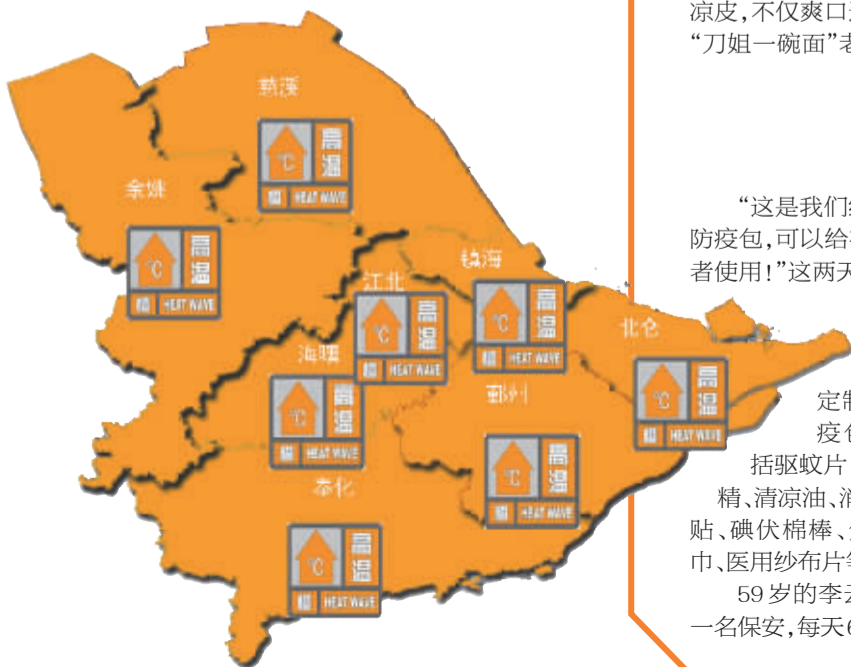 慈溪
°C 高温
橙 HEAT WAVE
余姚
°C 高温
橙 HEAT WAVE
镇海
°C 高温
橙 HEAT WAVE
江北
°C 高温
橙 HEAT WAVE
北仑
°C 高温
橙 HEAT WAVE
海曙
°C 高温
橙 HEAT WAVE
鄞州
°C 高温
橙 HEAT WAVE
奉化
°C 高温
橙 HEAT WAVE
凉皮,不仅爽口
“刀姐一碗面”老
“这是我们
防疫包,可以给
者使用!”这两天
定制
疫包
括驱蚊片
精、清凉油、消
贴、碘伏棉棒、
巾、医用纱布片等
59岁的李云
一名保安,每天6